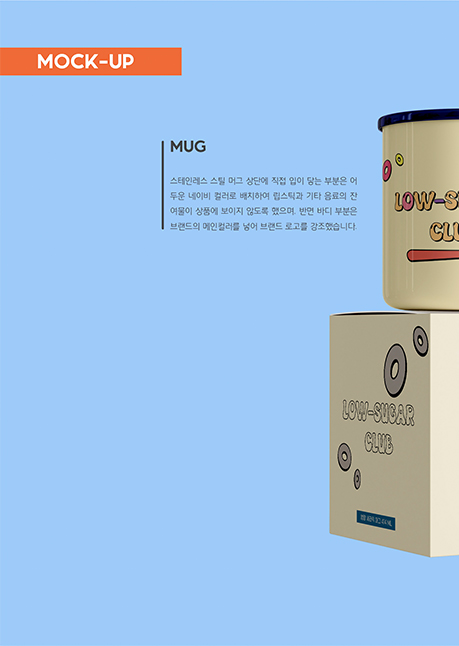 MOCK-UP
MUG
스테인레스 스틸 머그 상단에 직접 입이 닿는 부분은 어
두운 네이비 컬러로 배치하여 립스틱과 기타 음료의 잔
여물이 상품에 보이지 않도록 했으며. 반면 바디 부분은
브랜드의 메인컬러를 넣어 브랜드 로고를 강조했습니다.
LOW-SU
CLU
LOW-SUGAR
CLUB